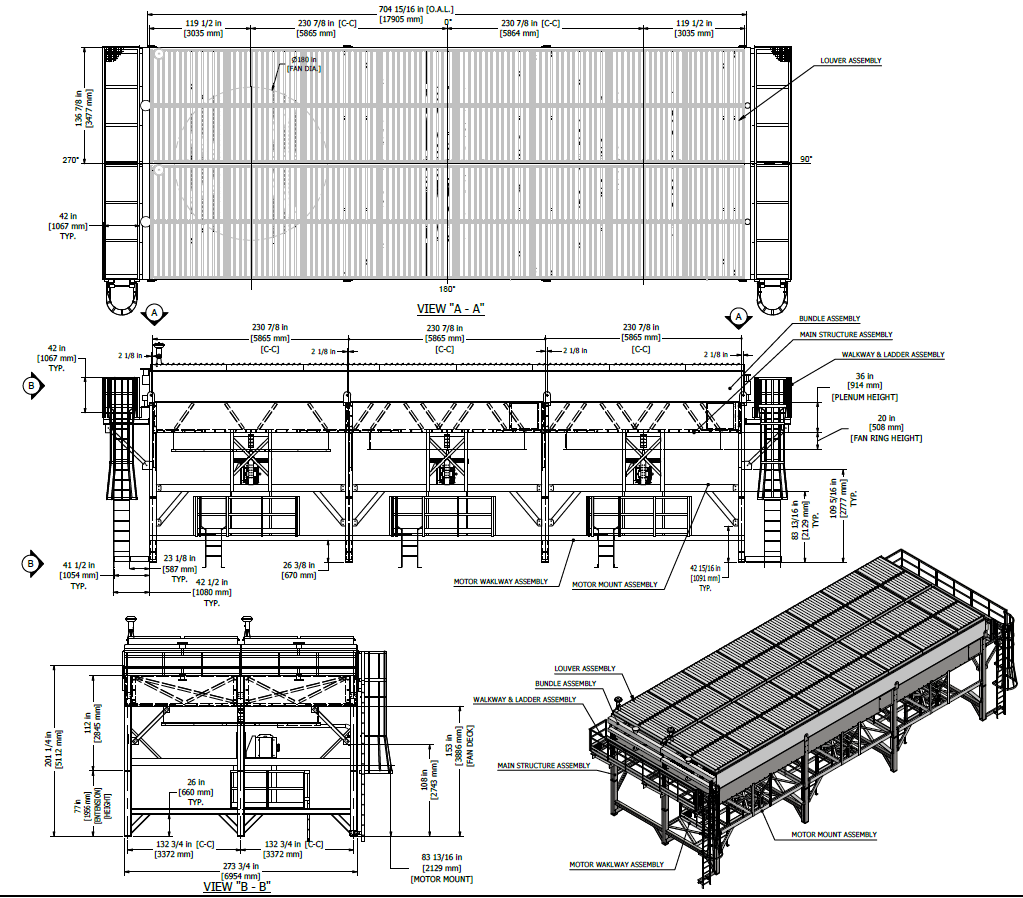 704 15/16 in [O.A.L.]
[17905 mm]
119 1/2 in
[3035 mm]
230 7/8 in [C-C]
[5865 mm]
0°
230 7/8 in [C-C]
[5864 mm]
119 1/2 in
[3035 mm]
Ø180 in
[FAN DIA.]
LOUVER ASSEMBLY
136 7/8 in
[3477 mm]
270°
90°
42 in
[1067 mm]
TYP.
180°
VIEW "A - A"
A
A
230 7/8 in
[5865 mm]
[C-C]
230 7/8 in
[5865 mm]
[C-C]
230 7/8 in
[5865 mm]
[C-C]
2 1/8 in
2 1/8 in
2 1/8 in
2 1/8 in
BUNDLE ASSEMBLY
MAIN STRUCTURE ASSEMBLY
WALKWAY & LADDER ASSEMBLY
42 in
[1067 mm]
TYP.
B
36 in
[914 mm]
[PLENUM HEIGHT]
20 in
[508 mm]
[FAN RING HEIGHT]
109 5/16 in
[2777 mm]
TYP.
83 13/16 in
[2129 mm]
TYP.
B
41 1/2 in
[1054 mm]
TYP.
23 1/8 in
[587 mm]
TYP.
42 1/2 in
[1080 mm]
TYP.
26 3/8 in
[670 mm]
MOTOR WAKLWAY ASSEMBLY
MOTOR MOUNT ASSEMBLY
42 15/16 in
[1091 mm]
TYP.
201 1/4 in
[5112 mm]
112 in
[2845 mm]
77 in
[1956 mm]
[EXTENSION]
[HEIGHT]
26 in
[660 mm]
TYP.
108 in
[2743 mm]
153 in
[3886 mm]
[FAN DECK]
132 3/4 in [C-C]
[3372 mm]
132 3/4 in [C-C]
[3372 mm]
273 3/4 in
[6954 mm]
83 13/16 in
[2129 mm]
[MOTOR MOUNT]
VIEW "B - B"
LOUVER ASSEMBLY
BUNDLE ASSEMBLY
WALKWAY & LADDER ASSEMBLY
MAIN STRUCTURE ASSEMBLY
MOTOR MOUNT ASSEMBLY
MOTOR WAKLWAY ASSEMBLY